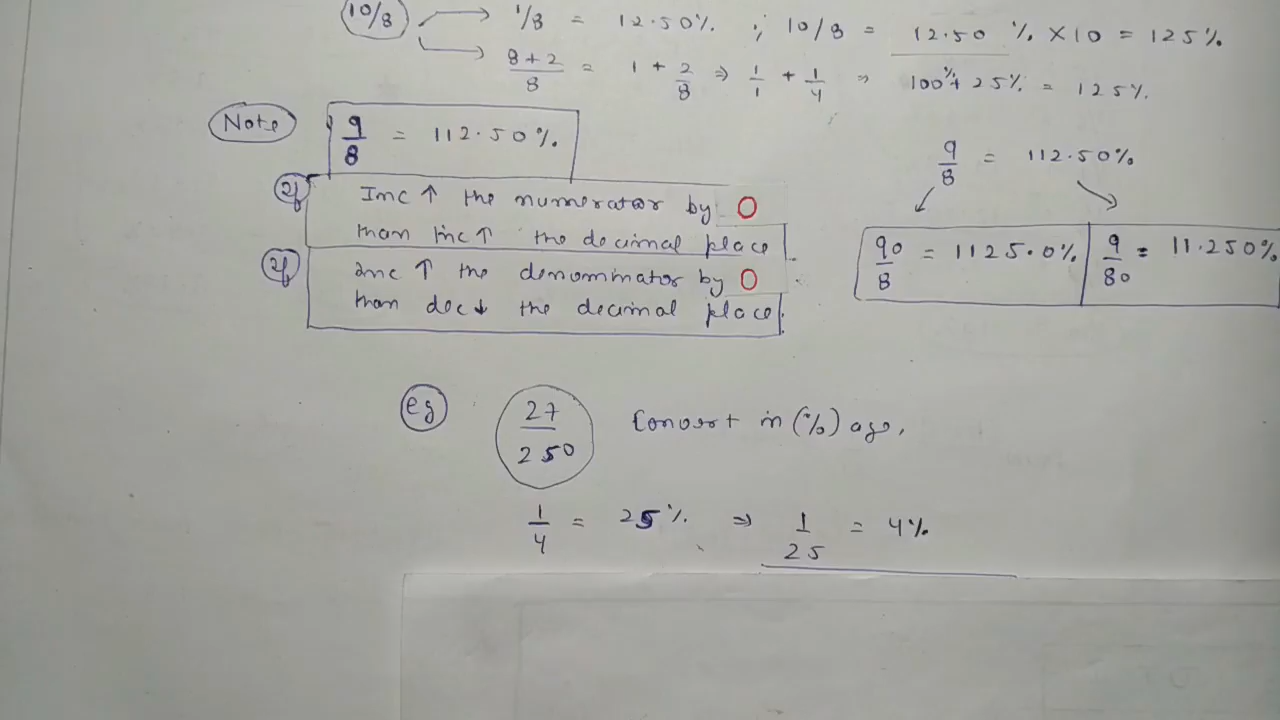 10/8 → 1/8 = 12.50%. ; 10/8 = 12.50 % × 10 = 125%
→ 8+2/8 = 1 + 2/8 ⇒ 1/1 + 1/4 ⇒ 100% + 25% = 125%.
Note 9/8 = 112.50%.
If Inc ↑ the numerator by 0
than inc ↑ the decimal place
If Inc ↑ the denominator by 0
than dec ↓ the decimal place.
9/8 = 112.50%
90/8 = 1125.0% 9/80 = 11.250%
eg 27/250 Convert in (%) age.
1/4 = 25% ⇒ 1/25 = 4%